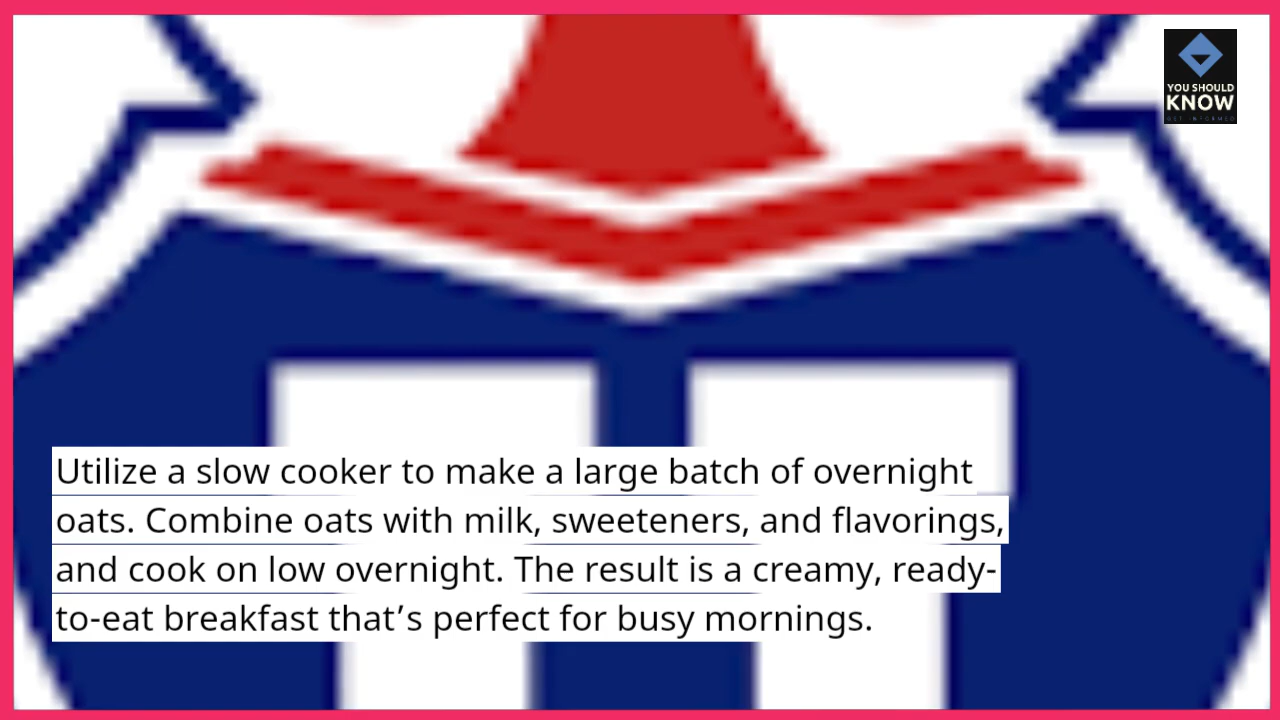 YOU SHOULD
KNOW
GET INFORMED
Utilize a slow cooker to make a large batch of overnight
oats. Combine oats with milk, sweeteners, and flavorings,
and cook on low overnight. The result is a creamy, ready-
to-eat breakfast that’s perfect for busy mornings.